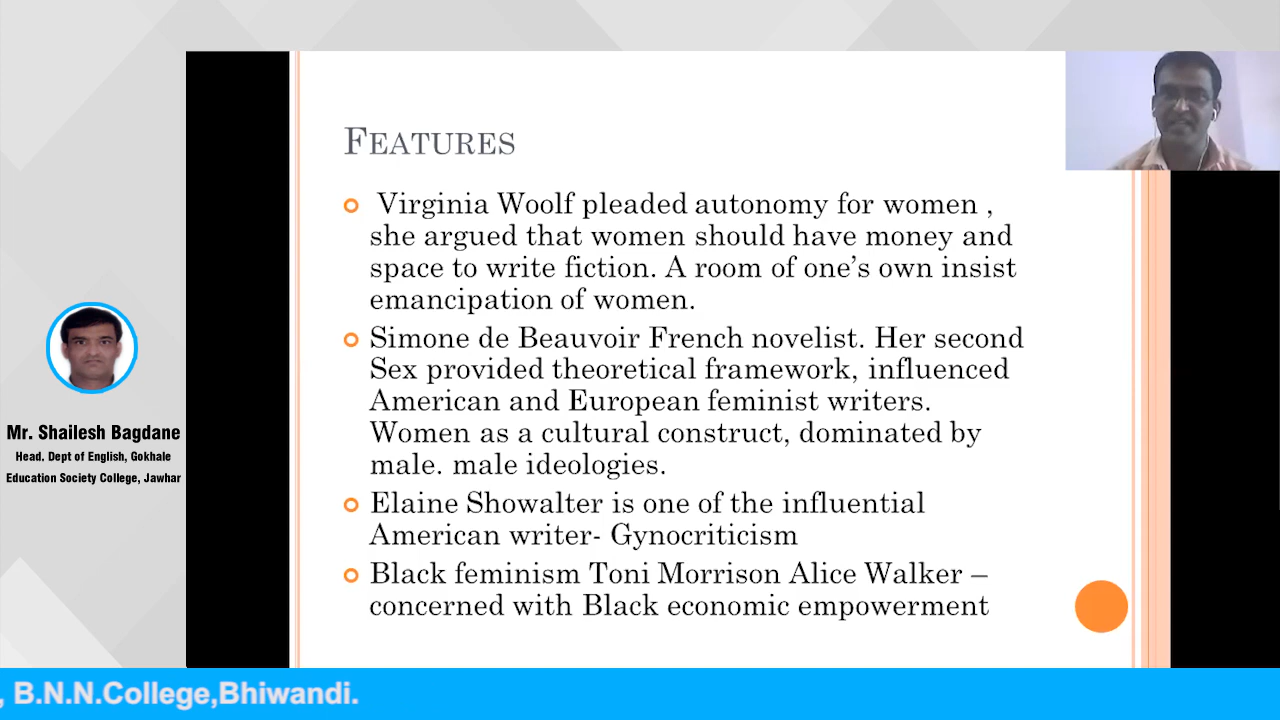 FEATURES
Virginia Woolf pleaded autonomy for women ,
she argued that women should have money and
space to write fiction. A room of one’s own insist
emancipation of women.
Simone de Beauvoir French novelist. Her second
Sex provided theoretical framework, influenced
American and European feminist writers.
Women as a cultural construct, dominated by
male. male ideologies.
Elaine Showalter is one of the influential
American writer- Gynocriticism
Black feminism Toni Morrison Alice Walker –
concerned with Black economic empowerment
Mr. Shailesh Bagdane
Head. Dept of English, Gokhale
Education Society College, Jawhar
, B.N.N.College,Bhiwandi.